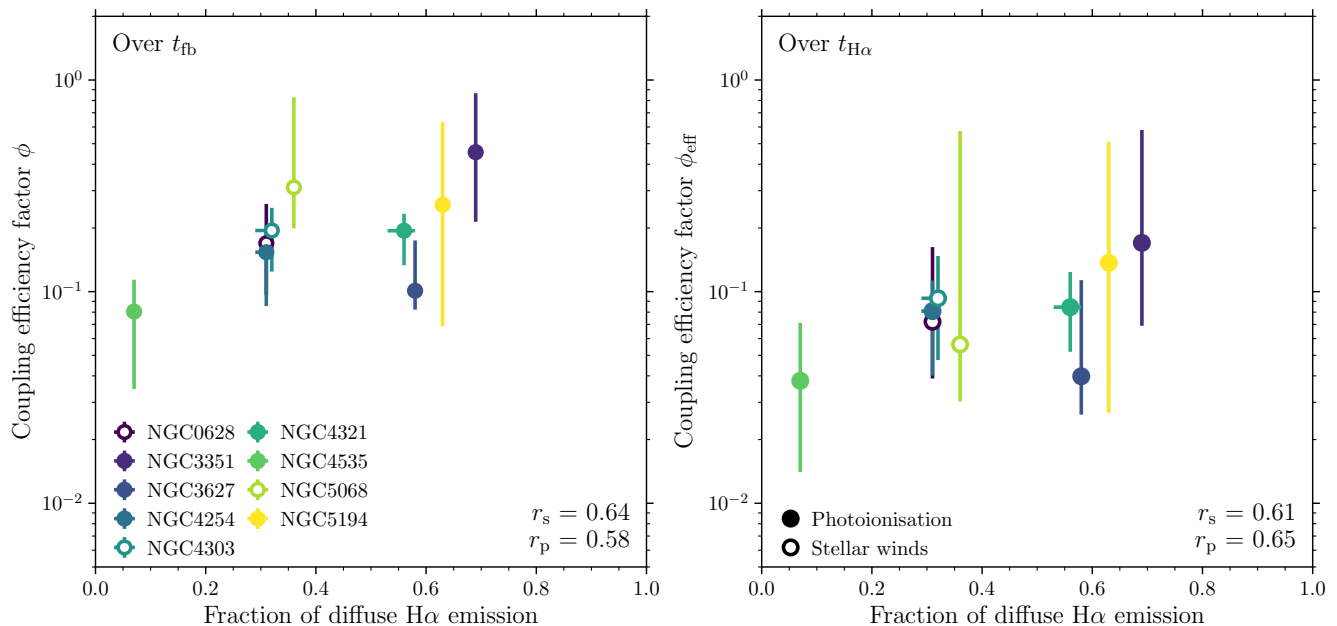 Over t_fb
10^0
10^-1
10^-2
Coupling efficiency factor ϕ
NGC0628
NGC3351
NGC3627
NGC4254
NGC4303
NGC4321
NGC4535
NGC5068
NGC5194
r_s = 0.64
r_p = 0.58
0.0 0.2 0.4 0.6 0.8 1.0
Fraction of diffuse Hα emission
Over t_Hα
10^0
10^-1
10^-2
Coupling efficiency factor ϕ_eff
Photoionisation
Stellar winds
r_s = 0.61
r_p = 0.65
0.0 0.2 0.4 0.6 0.8 1.0
Fraction of diffuse Hα emission